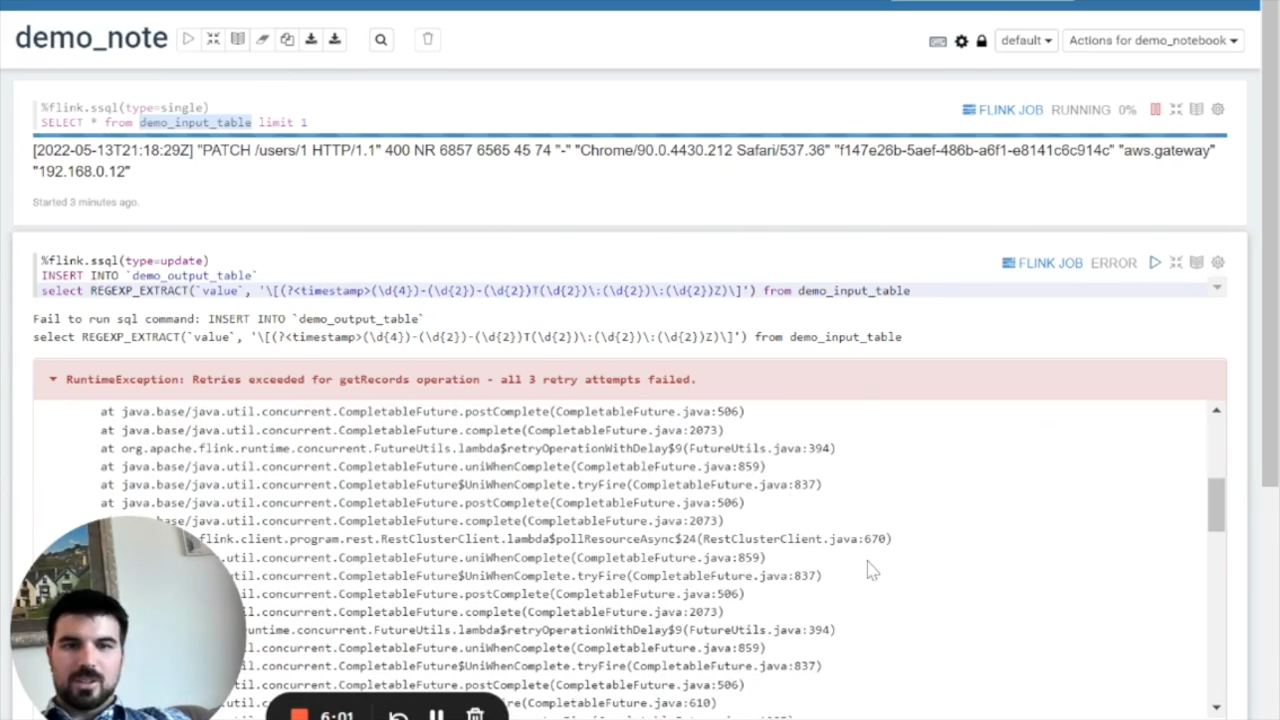 demo_note
default
Actions for demo_notebook
%flink.ssql(type=single)
SELECT * from demo_input_table limit 1
FLINK JOB RUNNING 0%
[2022-05-13T21:18:29Z] "PATCH /users/1 HTTP/1.1" 400 NR 6857 6565 45 74 "-" "Chrome/90.0.4430.212 Safari/537.36" "f147e26b-5aef-486b-a6f1-e8141c6c914c" "aws.gateway"
"192.168.0.12"
Started 3 minutes ago.
%flink.ssql(type=update)
FLINK JOB ERROR
INSERT INTO `demo_output_table`
select REGEXP_EXTRACT(`value`, '\[(?<timestamp>(\d{4})-(\d{2})-(\d{2})T(\d{2})\:(\d{2})\:(\d{2})Z)\]') from demo_input_table
Fail to run sql command: INSERT INTO `demo_output_table`
select REGEXP_EXTRACT(`value`, '\[(?<timestamp>(\d{4})-(\d{2})-(\d{2})T(\d{2})\:(\d{2})\:(\d{2})Z)\]') from demo_input_table
RuntimeException: Retries exceeded for getRecords operation - all 3 retry attempts failed.
at java.base/java.util.concurrent.CompletableFuture.postComplete(CompletableFuture.java:506)
at java.base/java.util.concurrent.CompletableFuture.complete(CompletableFuture.java:2073)
at org.apache.flink.runtime.concurrent.FutureUtils.lambda$retryOperationWithDelay$9(FutureUtils.java:394)
at java.base/java.util.concurrent.CompletableFuture.uniWhenComplete(CompletableFuture.java:859)
at java.base/java.util.concurrent.CompletableFuture$UniWhenComplete.tryFire(CompletableFuture.java:837)
at java.base/java.util.concurrent.CompletableFuture.postComplete(CompletableFuture.java:506)
base/java.util.concurrent.CompletableFuture.complete(CompletableFuture.java:2073)
flink.client.program.rest.RestClusterClient.lambda$pollResourceAsync$24(RestClusterClient.java:670)
il.concurrent.CompletableFuture.uniWhenComplete(CompletableFuture.java:859)
l.concurrent.CompletableFuture$UniWhenComplete.tryFire(CompletableFuture.java:837)
l.concurrent.CompletableFuture.postComplete(CompletableFuture.java:506)
l.concurrent.CompletableFuture.complete(CompletableFuture.java:2073)
untime.concurrent.FutureUtils.lambda$retryOperationWithDelay$9(FutureUtils.java:394)
l.concurrent.CompletableFuture.uniWhenComplete(CompletableFuture.java:859)
l.concurrent.CompletableFuture$UniWhenComplete.tryFire(CompletableFuture.java:837)
.concurrent.CompletableFuture.postComplete(CompletableFuture.java:506)
(CompletableFuture.java:610)
6:01